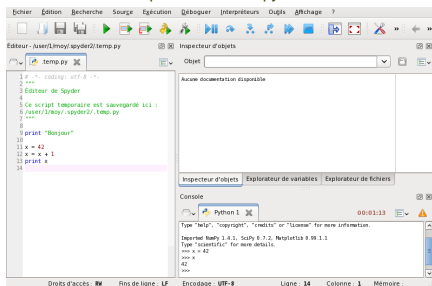 Fichier Édition Recherche Source Exécution Déboguer Interpréteurs Outils Affichage ?
Éditeur - /user/1/moy/.spyder2/.temp.py
.temp.py
1 # -*- coding: utf-8 -*-
2 """
3 Éditeur de Spyder
4
5 Ce script temporaire est sauvegardé ici :
6 /user/1/moy/.spyder2/.temp.py
7 """
8
9 print "Bonjour"
10
11 x = 42
12 x = x + 1
13 print x
14
Inspecteur d'objets
Objet
Aucune documentation disponible
Inspecteur d'objets Explorateur de variables Explorateur de fichiers
Console
Python 1
00:01:13
Type "help", "copyright", "credits" or "license" for more information.
Imported NumPy 1.4.1, SciPy 0.7.2, Matplotlib 0.99.1.1
Type "scientific" for more details.
>>> x = 42
>>> x
42
>>>
Droits d'accès : RW Fins de ligne : LF Encodage : UTF-8 Ligne : 14 Colonne : 1 Mémoire :